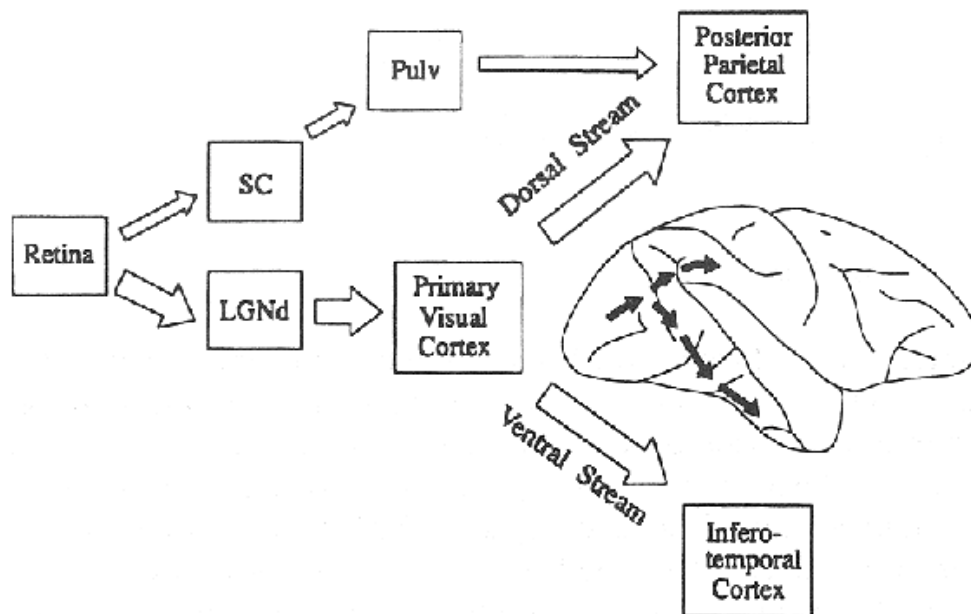 Posterior
Parietal
Cortex
Pulv
Dorsal Stream
SC
Retina
LGNd
Primary
Visual
Cortex
Ventral Stream
Infero-
temporal
Cortex